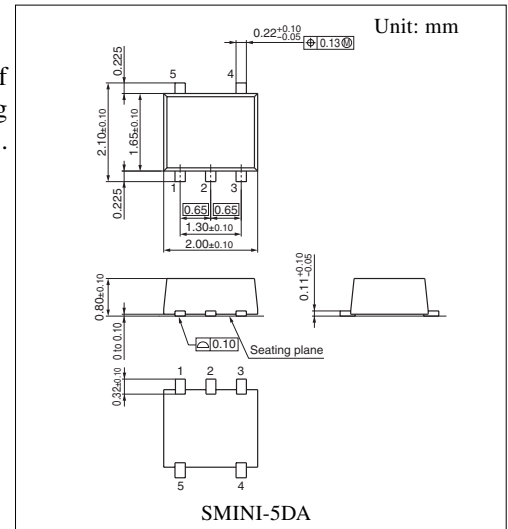 f
g
.
Unit: mm
0.22+0.10 -0.05
⌖ 0.13Ⓜ
5 4
0.225
2.10±0.10
1.65±0.10
0.225
1 2 3
0.65 0.65
1.30±0.10
2.00±0.10
0.80±0.10
0 to 0.10
0.11+0.10 -0.05
⌓ 0.10
Seating plane
0.32±0.10
1 2 3
5 4
SMINI-5DA